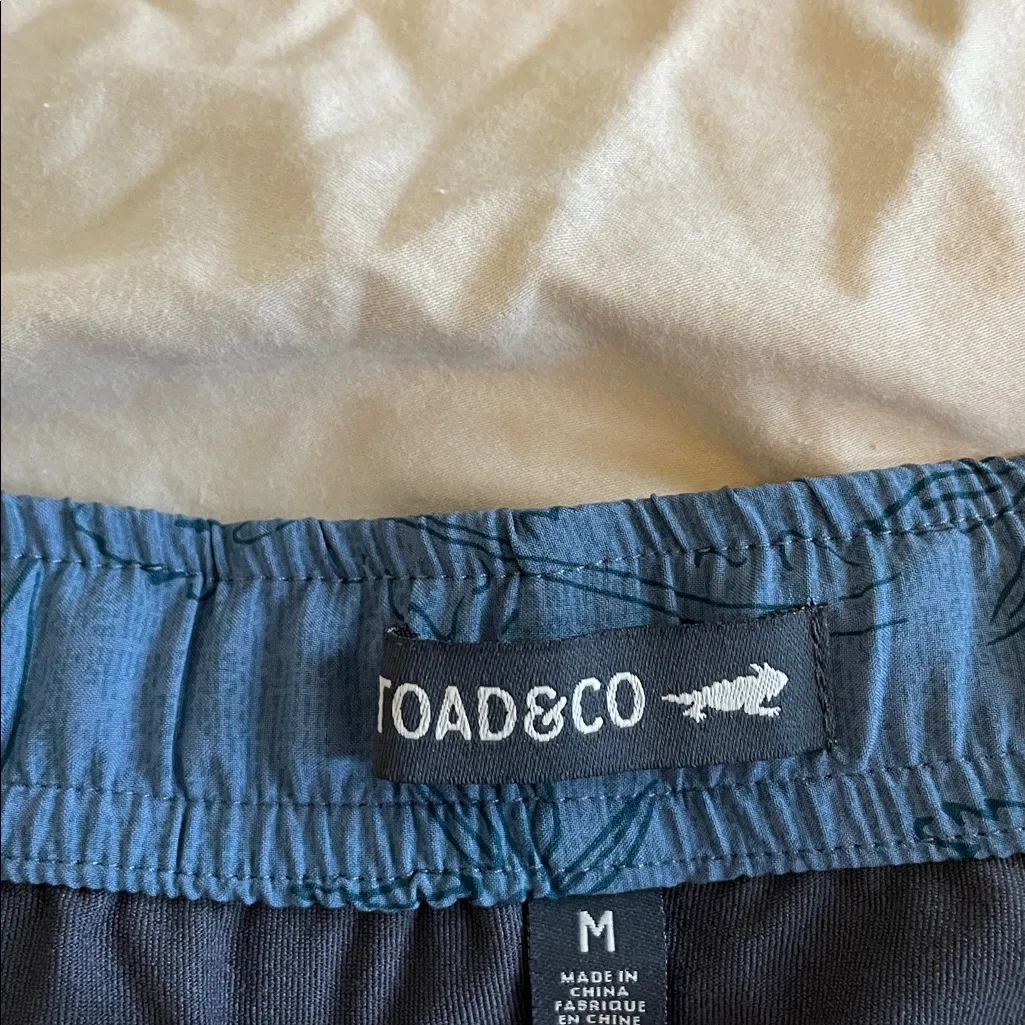 TOAD&CO
M
MADE IN
CHINA
FABRIQUE
EN CHINE